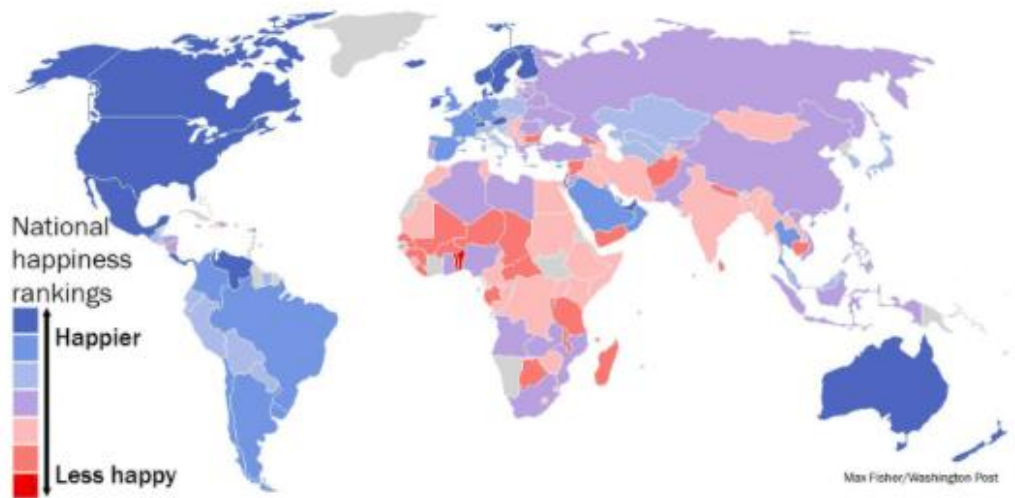 National
happiness
rankings
Happier
Less happy
Max Fisher/Washington Post